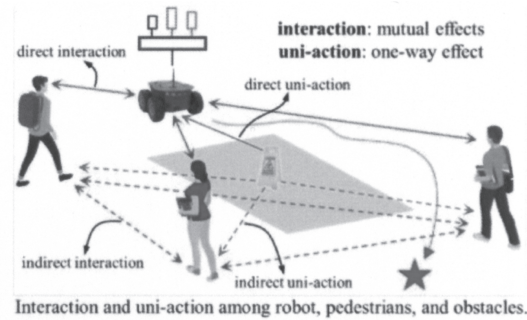 interaction: mutual effects
uni-action: one-way effect
direct interaction
direct uni-action
indirect interaction
indirect uni-action
Interaction and uni-action among robot, pedestrians, and obstacles.